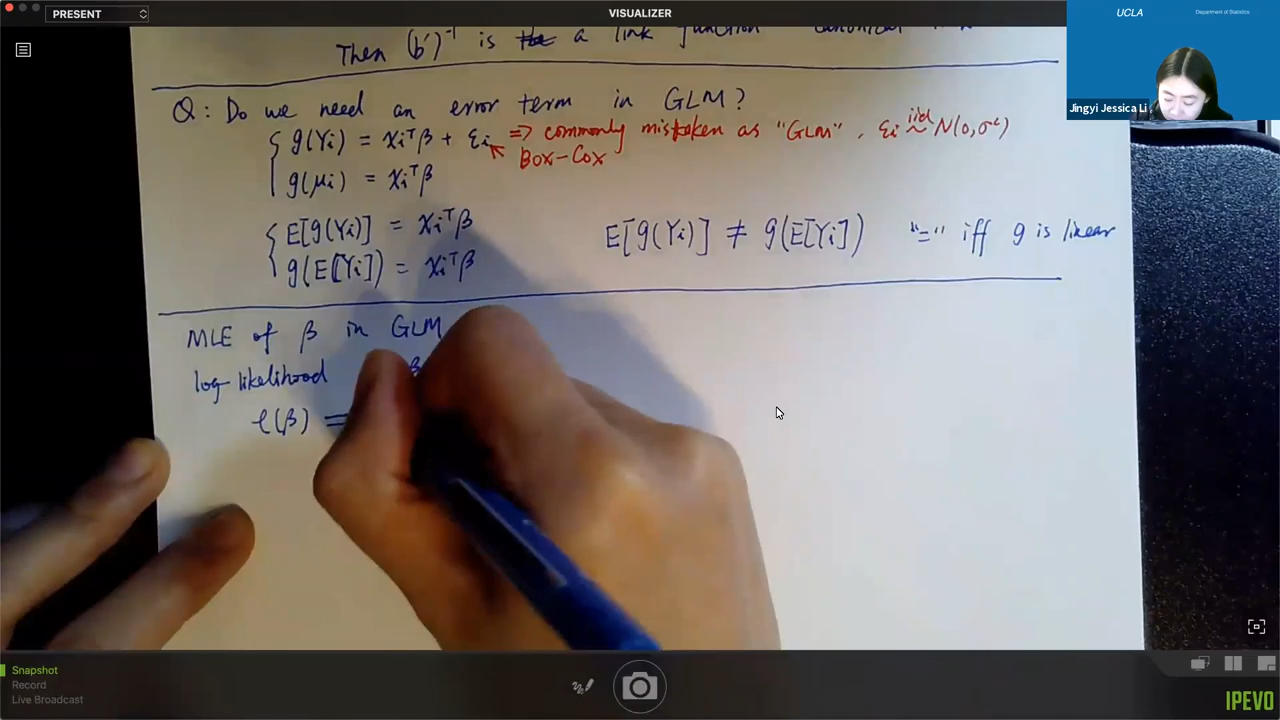 PRESENT
VISUALIZER
UCLA
Department of Statistics
Jingyi Jessica Li
Then (b')⁻¹ is a link function canonical
Q: Do we need an error term in GLM?
g(Yi) = xiᵀβ + εi ⇒ commonly mistaken as "GLM", εi iid ~ N(0,σ²)
Box-Cox
g(μi) = xiᵀβ
E[g(Yi)] = xiᵀβ
E[g(Yi)] ≠ g(E[Yi]) "=" iff g is linear
g(E[Yi]) = xiᵀβ
MLE of β in GLM
log-likelihood β
ℓ(β) =
Snapshot
Record
Live Broadcast
IPEVO